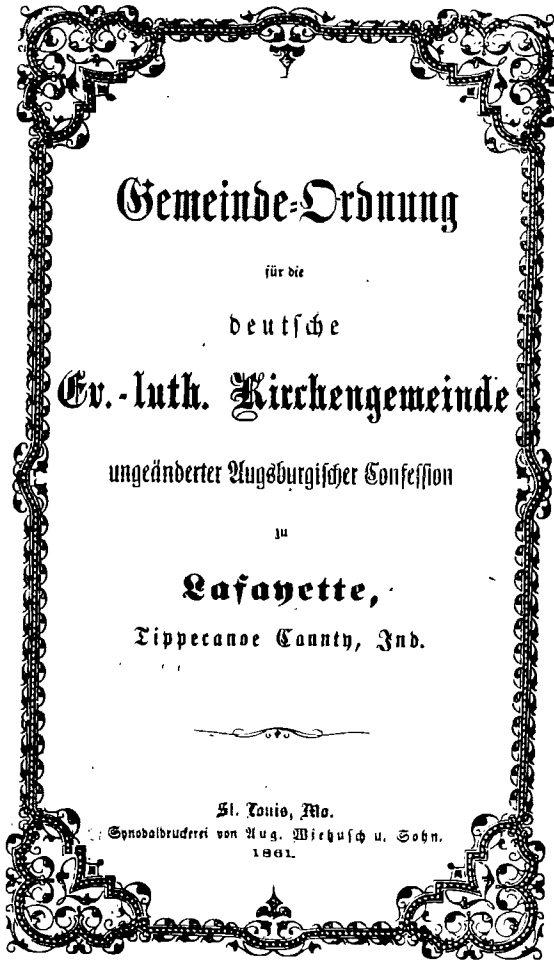 Gemeinde-Ordnung
für die
deutsche
Ev.-luth. Kirchengemeinde
ungeänderter Augsburgischer Confession
zu
Lafayette,
Tippecanoe Caunty, Ind.
St. Louis, Mo.
Synodaldruckerei von Aug. Wiebusch u. Sohn.
1861.